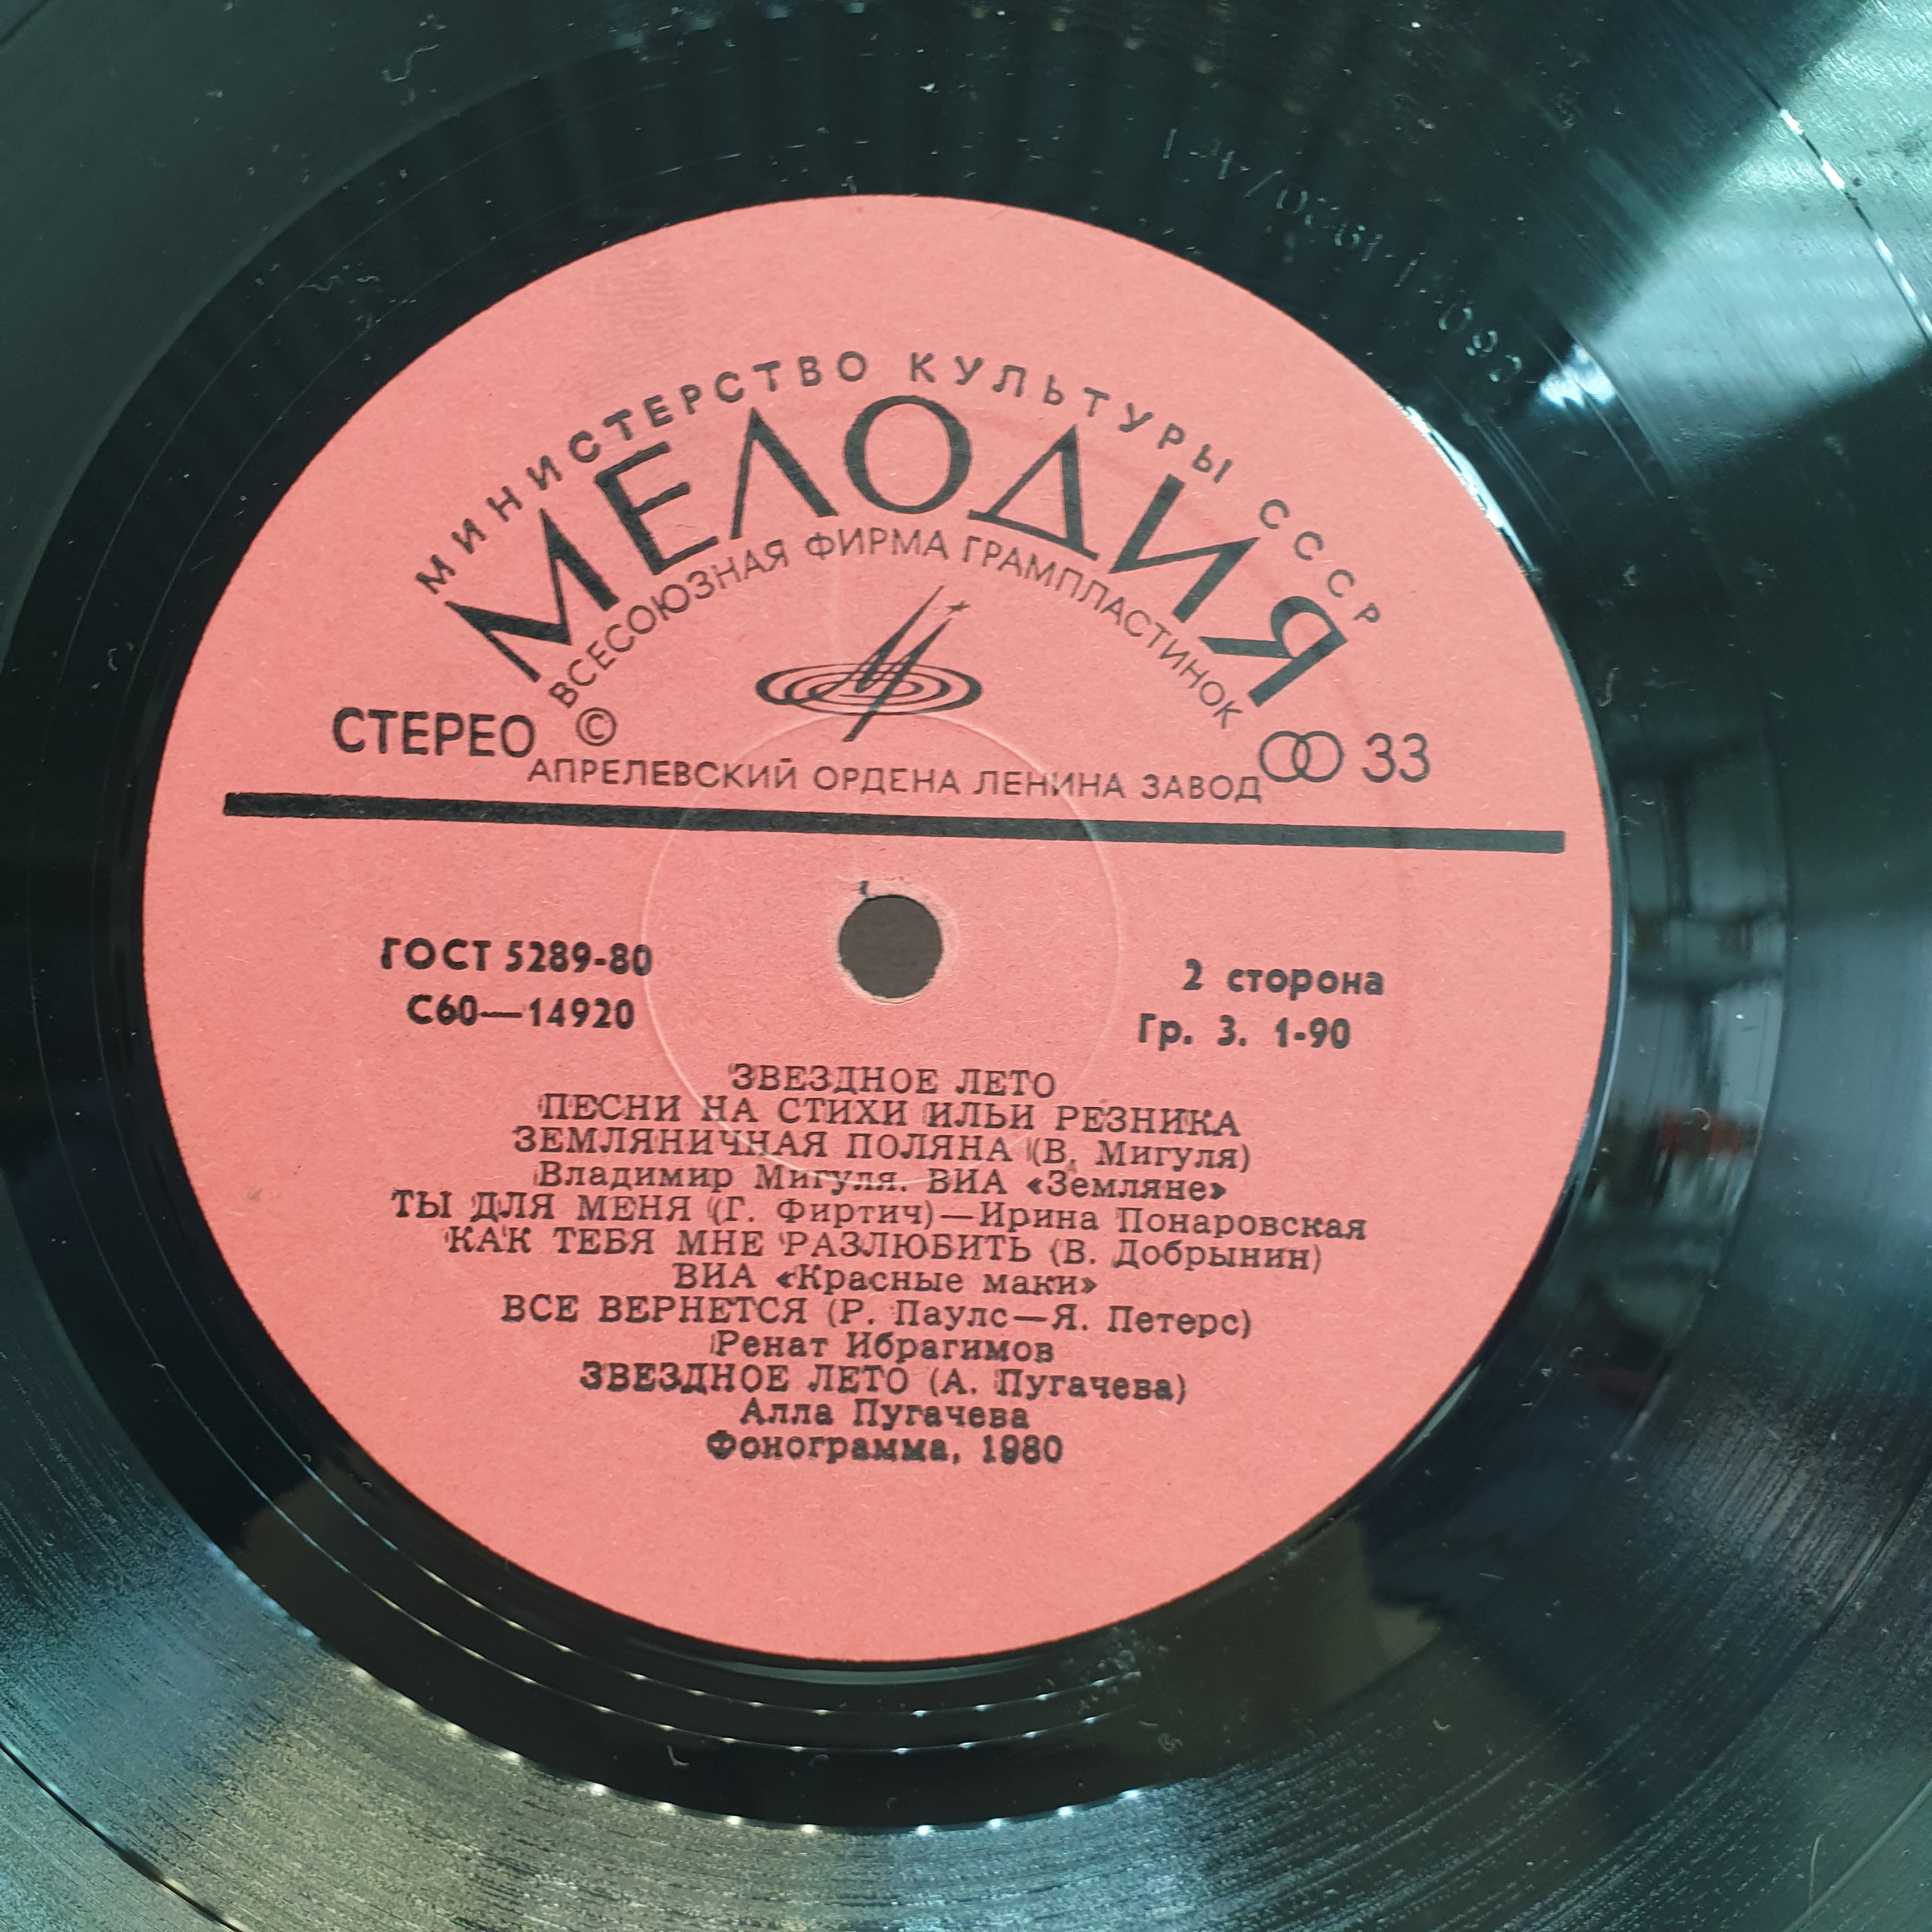 МИНИСТЕРСТВО КУЛЬТУРЫ СССР
МЕЛОДИЯ
ВСЕСОЮЗНАЯ ФИРМА ГРАМПЛАСТИНОК
СТЕРЕО © 33
АПРЕЛЕВСКИЙ ОРДЕНА ЛЕНИНА ЗАВОД
ГОСТ 5289-80
С60—14920
2 сторона
Гр. 3. 1-90
ЗВЕЗДНОЕ ЛЕТО
ПЕСНИ НА СТИХИ ИЛЬИ РЕЗНИКА
ЗЕМЛЯНИЧНАЯ ПОЛЯНА (В. Мигуля)
Владимир Мигуля. ВИА «Земляне»
ТЫ ДЛЯ МЕНЯ (Г. Фиртич)—Ирина Понаровская
КАК ТЕБЯ МНЕ РАЗЛЮБИТЬ (В. Добрынин)
ВИА «Красные маки»
ВСЕ ВЕРНЕТСЯ (Р. Паулс—Я. Петерс)
Ренат Ибрагимов
ЗВЕЗДНОЕ ЛЕТО (А. Пугачева)
Алла Пугачева
Фонограмма, 1980